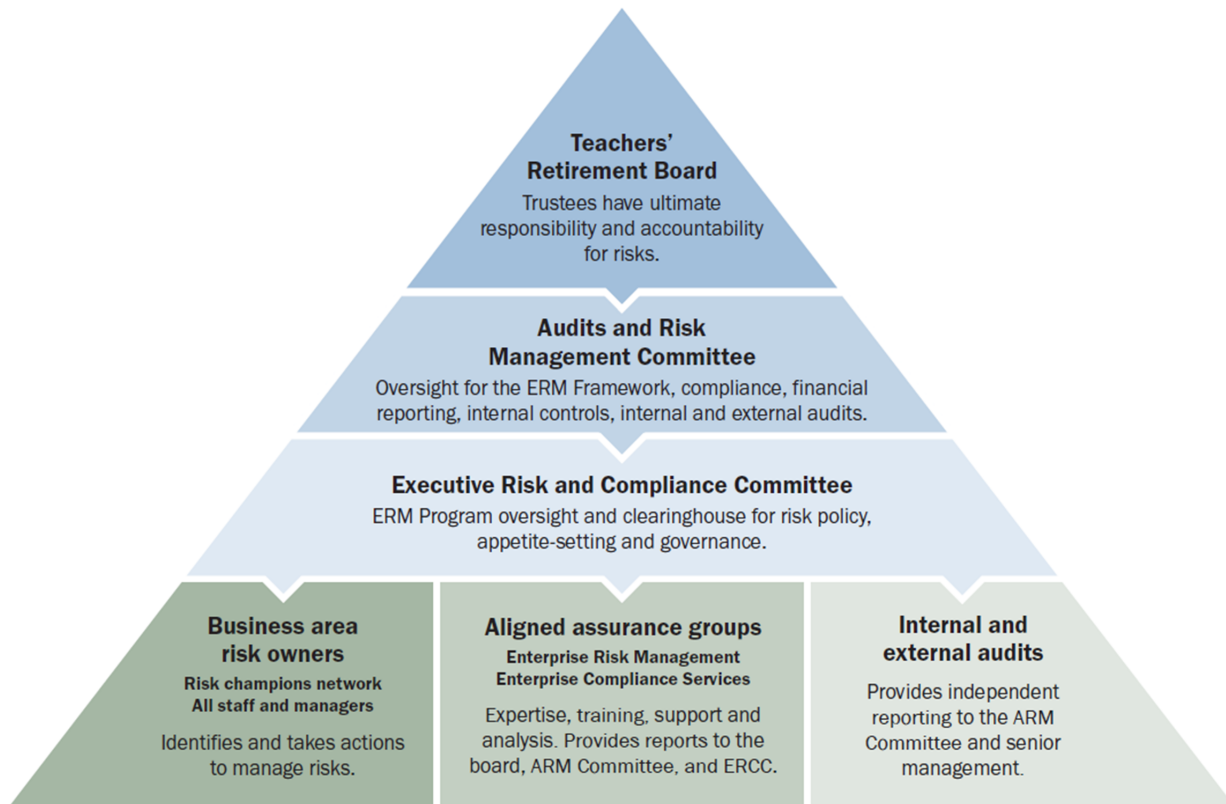 Teachers’
Retirement Board
Trustees have ultimate
responsibility and accountability
for risks.
Audits and Risk
Management Committee
Oversight for the ERM Framework, compliance, financial
reporting, internal controls, internal and external audits.
Executive Risk and Compliance Committee
ERM Program oversight and clearinghouse for risk policy,
appetite-setting and governance.
Business area
risk owners
Risk champions network
All staff and managers
Identifies and takes actions
to manage risks.
Aligned assurance groups
Enterprise Risk Management
Enterprise Compliance Services
Expertise, training, support and
analysis. Provides reports to the
board, ARM Committee, and ERCC.
Internal and
external audits
Provides independent
reporting to the ARM
Committee and senior
management.